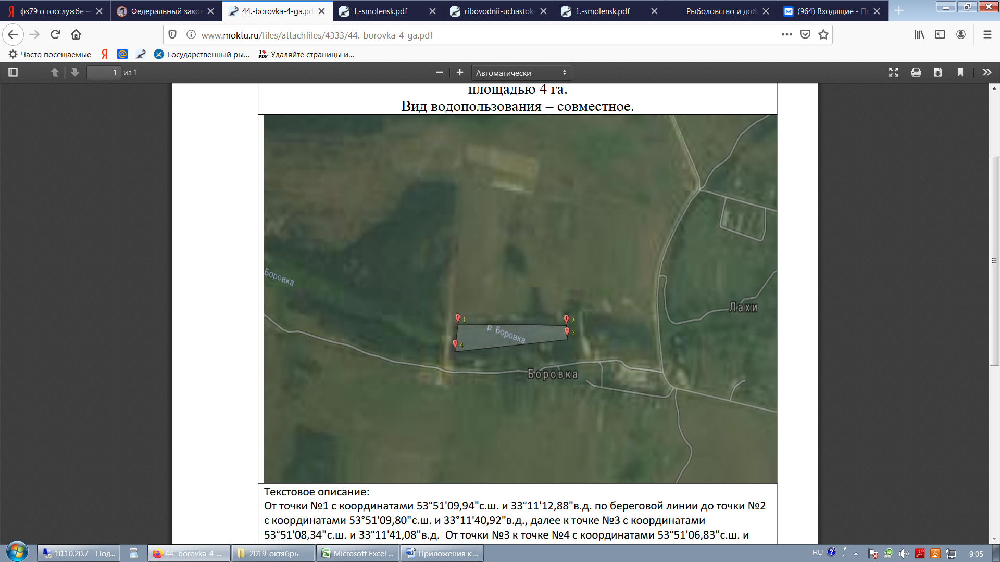 фз79 о госслужбе
Федеральный зако
44.-borovka-4-ga.pd
1.-smolensk.pdf
ribovodnii-uchastok-
1.-smolensk.pdf
Рыболовство и доб
(964) Входящие - По
www.moktu.ru/files/attachfiles/4333/44.-borovka-4-ga.pdf
Часто посещаемые
Государственный ры...
Удаляйте страницы и...
1 из 1
Автоматически
площадью 4 га.
Вид водопользования – совместное.
Боровка
Лахи
1
2
р. Боровка
3
4
Боровка
Текстовое описание:
От точки №1 с координатами 53°51'09,94"с.ш. и 33°11'12,88"в.д. по береговой линии до точки №2
с координатами 53°51'09,80"с.ш. и 33°11'40,92"в.д., далее к точке №3 с координатами
53°51'08,34"с.ш. и 33°11'41,08"в.д. От точки №3 к точке №4 с координатами 53°51'06,83"с.ш. и
10.10.20.7 - Под...
44.-borovka-4-...
2019-октябрь
Microsoft Excel ...
Приложения к ...
RU
9:05